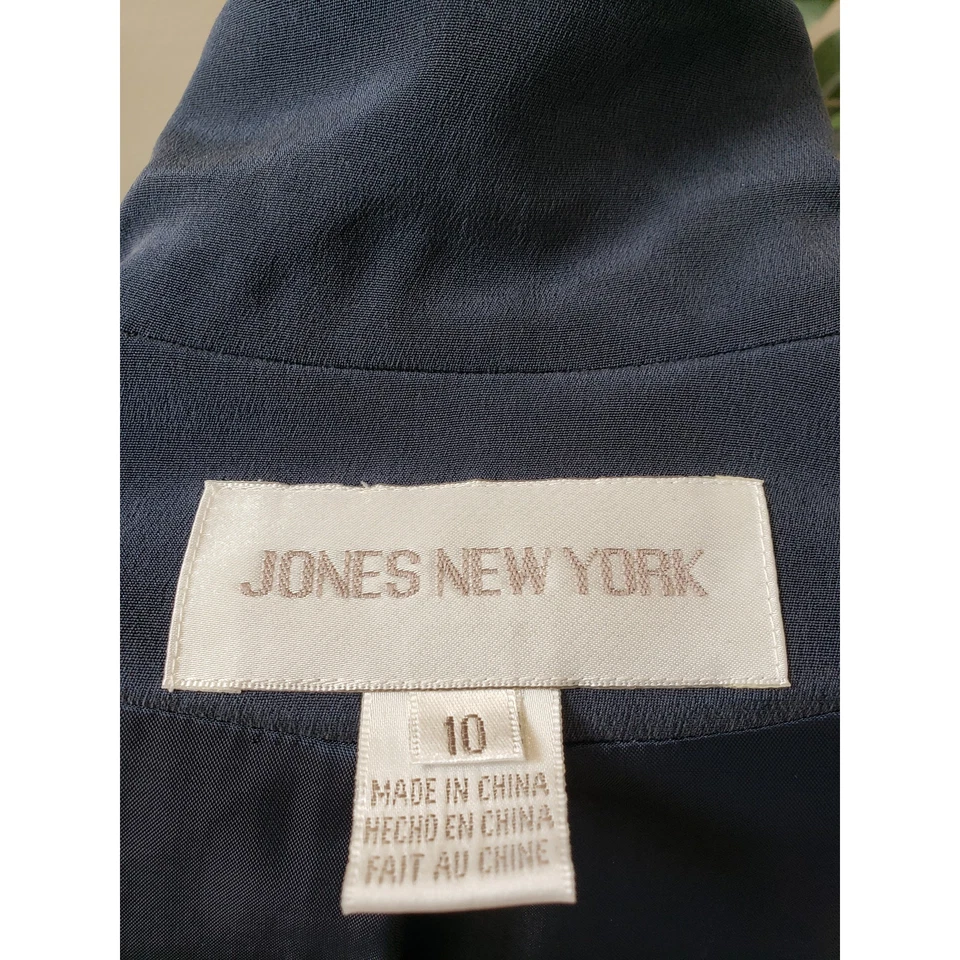 JONES NEW YORK
10
MADE IN CHINA
HECHO EN CHINA
FAIT AU CHINE